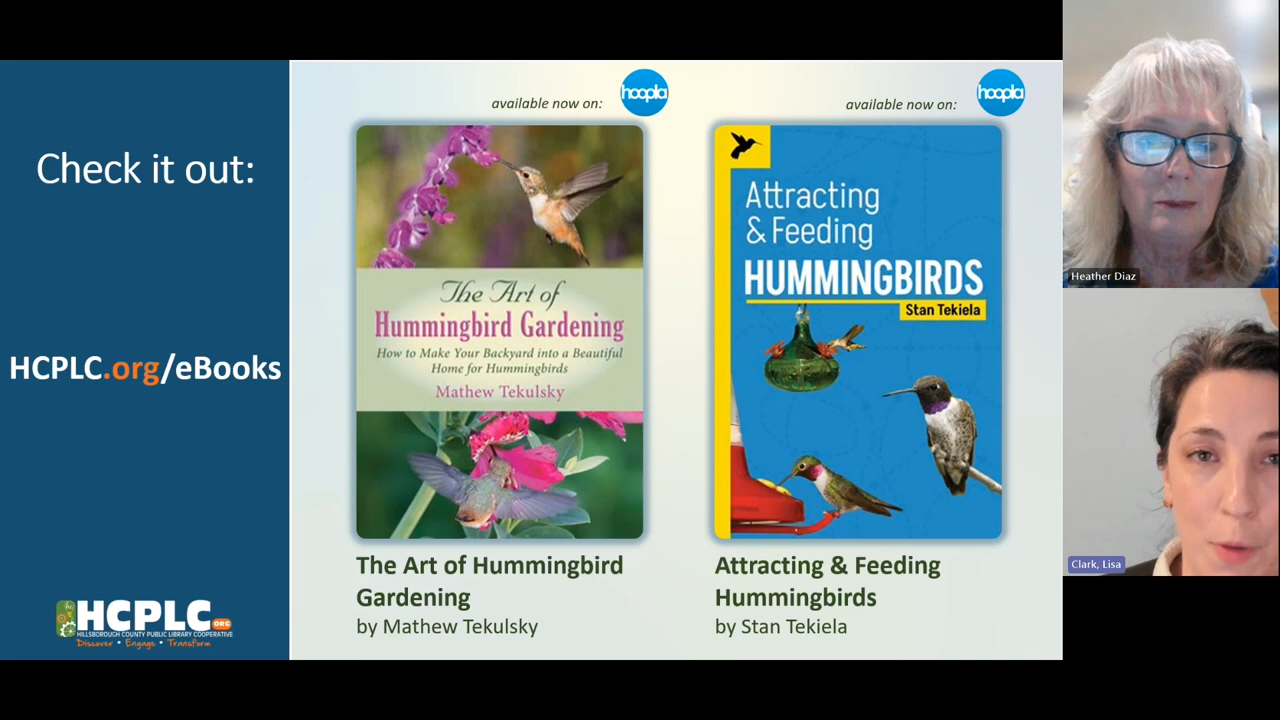 Check it out:
HCPLC.org/eBooks
HCPLC.ORG
HILLSBOROUGH COUNTY PUBLIC LIBRARY COOPERATIVE
Discover • Engage • Transform
available now on:
hoopla
The Art of
Hummingbird Gardening
How to Make Your Backyard into a Beautiful
Home for Hummingbirds
Mathew Tekulsky
The Art of Hummingbird
Gardening
by Mathew Tekulsky
available now on:
hoopla
Attracting
& Feeding
HUMMINGBIRDS
Stan Tekiela
Attracting & Feeding
Hummingbirds
by Stan Tekiela
Heather Diaz
Clark, Lisa